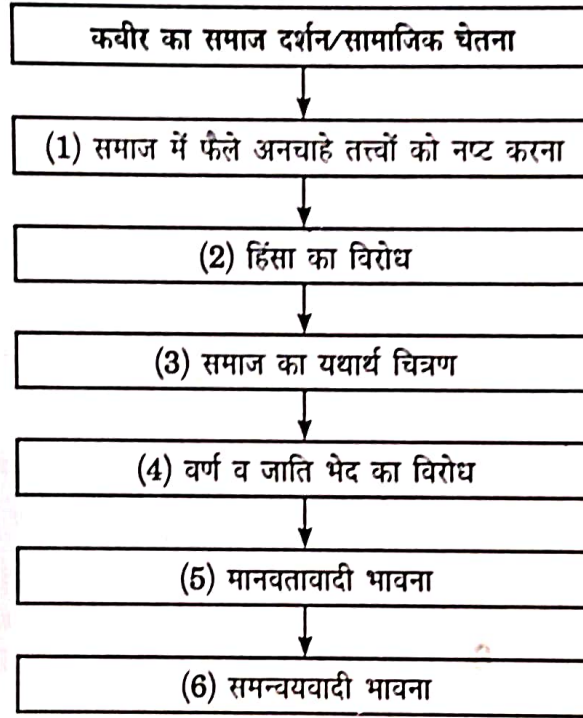 कबीर का समाज दर्शन/सामाजिक चेतना
(1) समाज में फैले अनचाहे तत्त्वों को नष्ट करना
(2) हिंसा का विरोध
(3) समाज का यथार्थ चित्रण
(4) वर्ण व जाति भेद का विरोध
(5) मानवतावादी भावना
(6) समन्वयवादी भावना